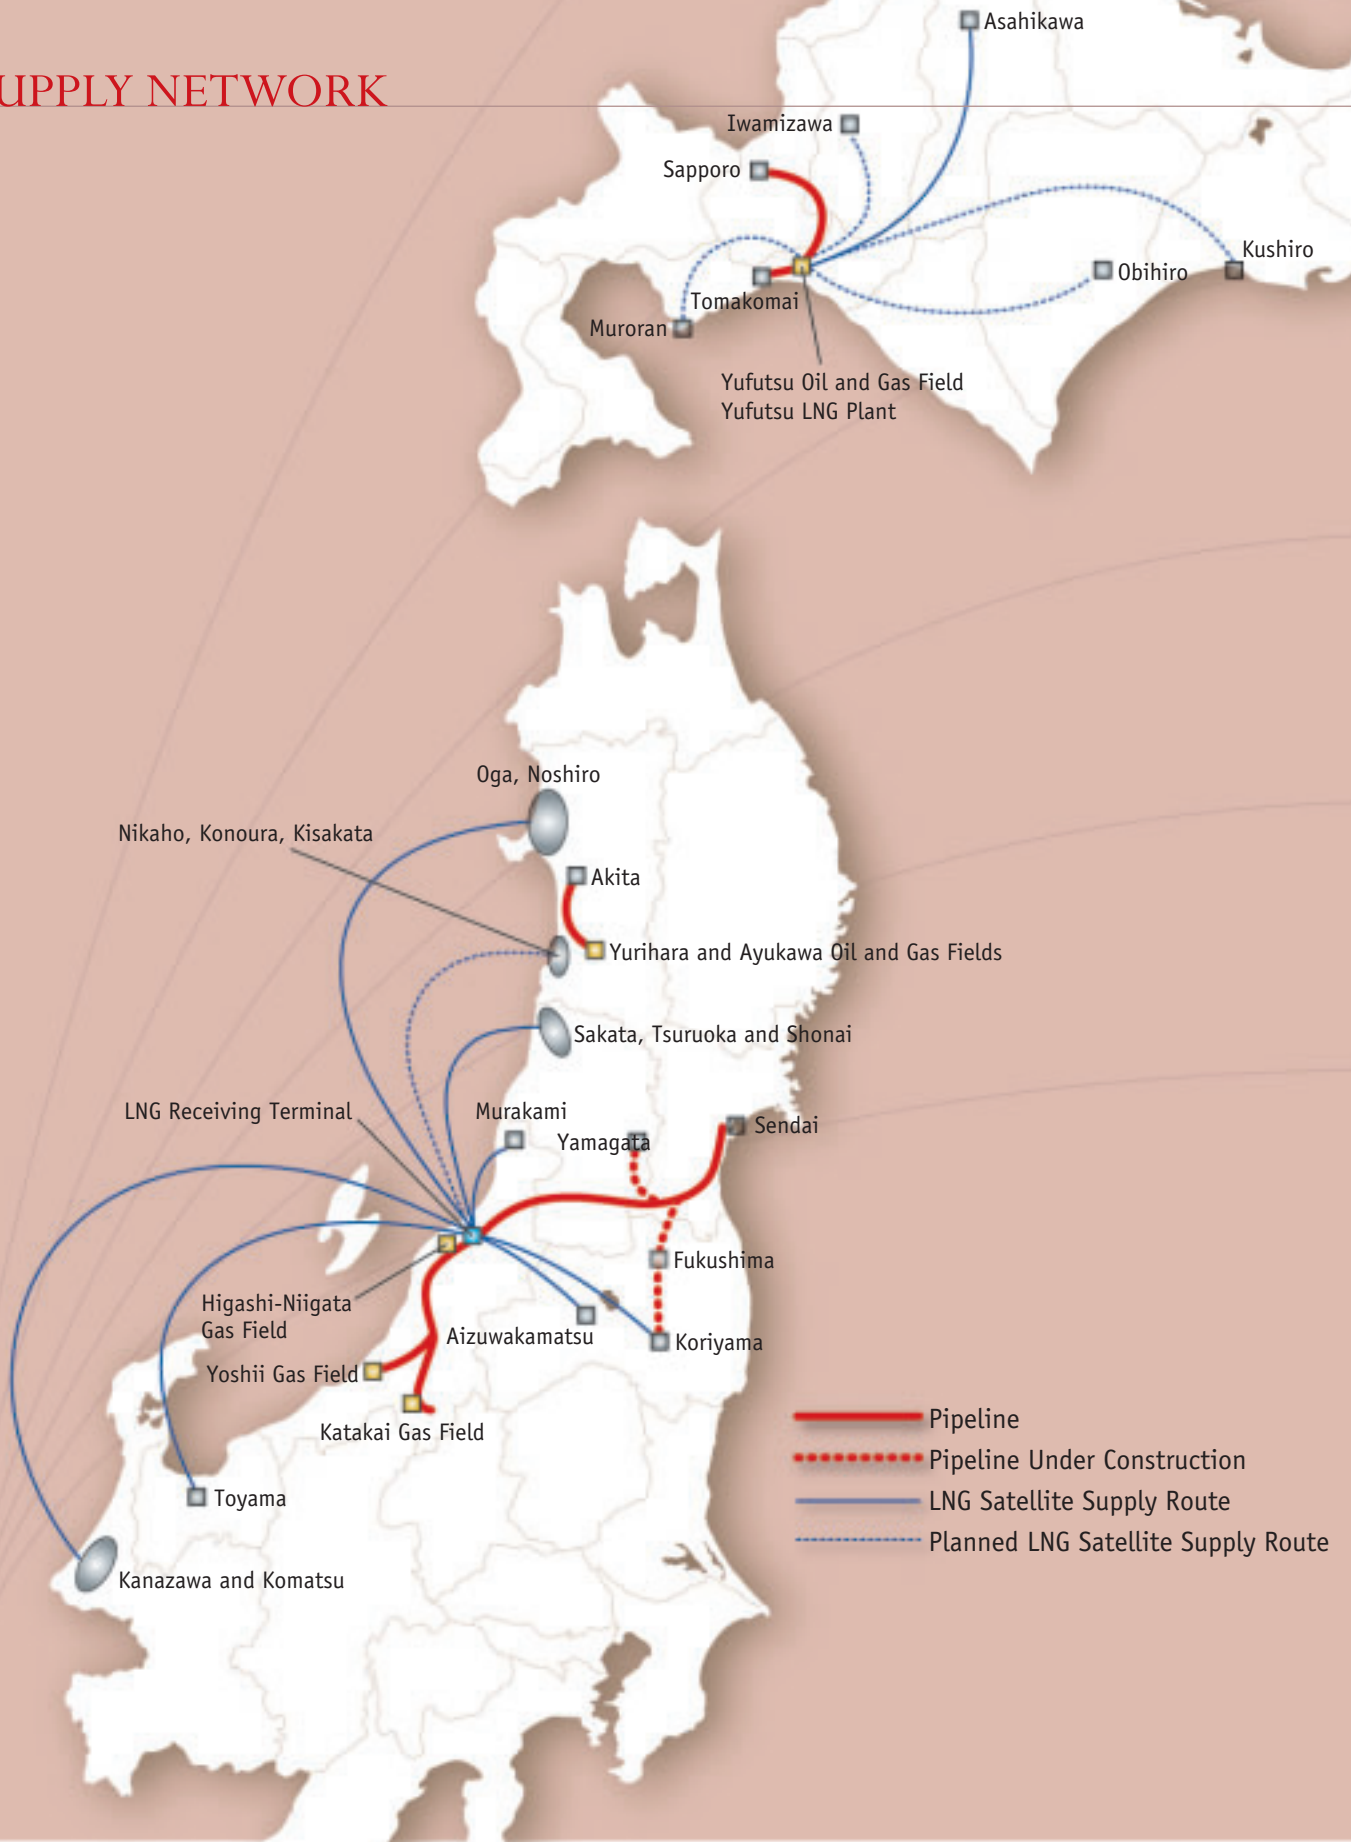 UPPLY NETWORK
Asahikawa
Iwamizawa
Sapporo
Kushiro
Obihiro
Tomakomai
Muroran
Yufutsu Oil and Gas Field
Yufutsu LNG Plant
Oga, Noshiro
Nikaho, Konoura, Kisakata
Akita
Yurihara and Ayukawa Oil and Gas Fields
Sakata, Tsuruoka and Shonai
LNG Receiving Terminal
Murakami
Yamagata
Sendai
Fukushima
Higashi-Niigata
Gas Field
Aizuwakamatsu
Koriyama
Yoshii Gas Field
Katakai Gas Field
Pipeline
Pipeline Under Construction
LNG Satellite Supply Route
Planned LNG Satellite Supply Route
Toyama
Kanazawa and Komatsu